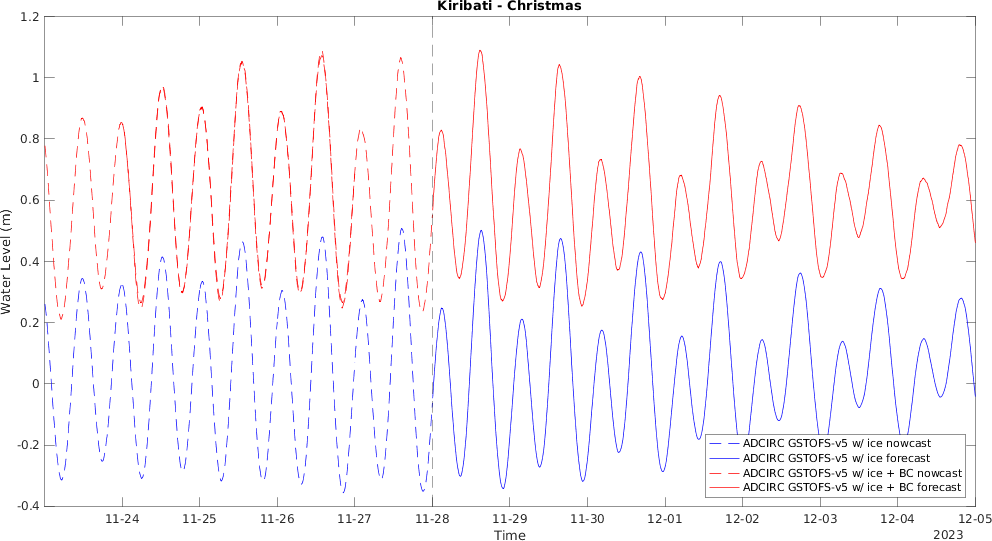 Kiribati - Christmas
1.2
1
0.8
0.6
0.4
0.2
0
-0.2
-0.4
Water Level (m)
ADCIRC GSTOFS-v5 w/ ice nowcast
ADCIRC GSTOFS-v5 w/ ice forecast
ADCIRC GSTOFS-v5 w/ ice + BC nowcast
ADCIRC GSTOFS-v5 w/ ice + BC forecast
11-24 11-25 11-26 11-27 11-28 11-29 11-30 12-01 12-02 12-03 12-04 12-05
Time
2023